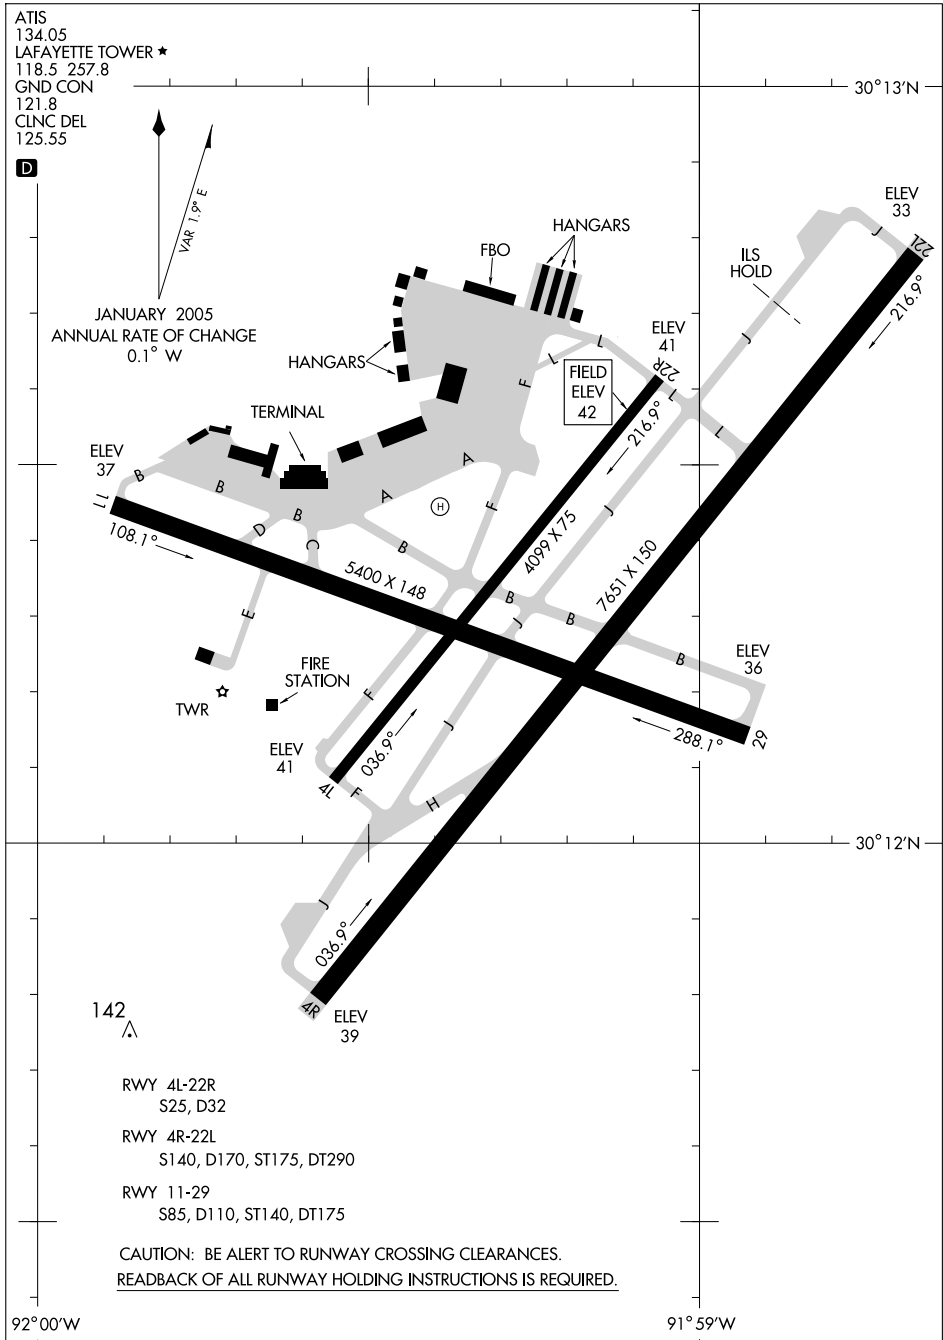 ATIS
134.05
LAFAYETTE TOWER ★
118.5 257.8
GND CON
121.8
CLNC DEL
125.55
D
30°13'N
VAR 1.9° E
JANUARY 2005
ANNUAL RATE OF CHANGE
0.1° W
HANGARS
FBO
ELEV
33
22L
J
216.9°
ILS
HOLD
J
HANGARS
L
L
F
ELEV
41
22R
FIELD
ELEV
42
L
L
216.9°
TERMINAL
ELEV
37
11
B
B
A
A
H
F
J
108.1°
D
B
C
B
5400 X 148
4099 X 75
7651 X 150
B
B
B
J
E
ELEV
36
FIRE
STATION
TWR
F
J
288.1°
29
ELEV
41
4L
036.9°
F
H
30°12'N
J
036.9°
4R
ELEV
39
142
RWY 4L-22R
S25, D32
RWY 4R-22L
S140, D170, ST175, DT290
RWY 11-29
S85, D110, ST140, DT175
CAUTION: BE ALERT TO RUNWAY CROSSING CLEARANCES.
READBACK OF ALL RUNWAY HOLDING INSTRUCTIONS IS REQUIRED.
92°00'W
91°59'W